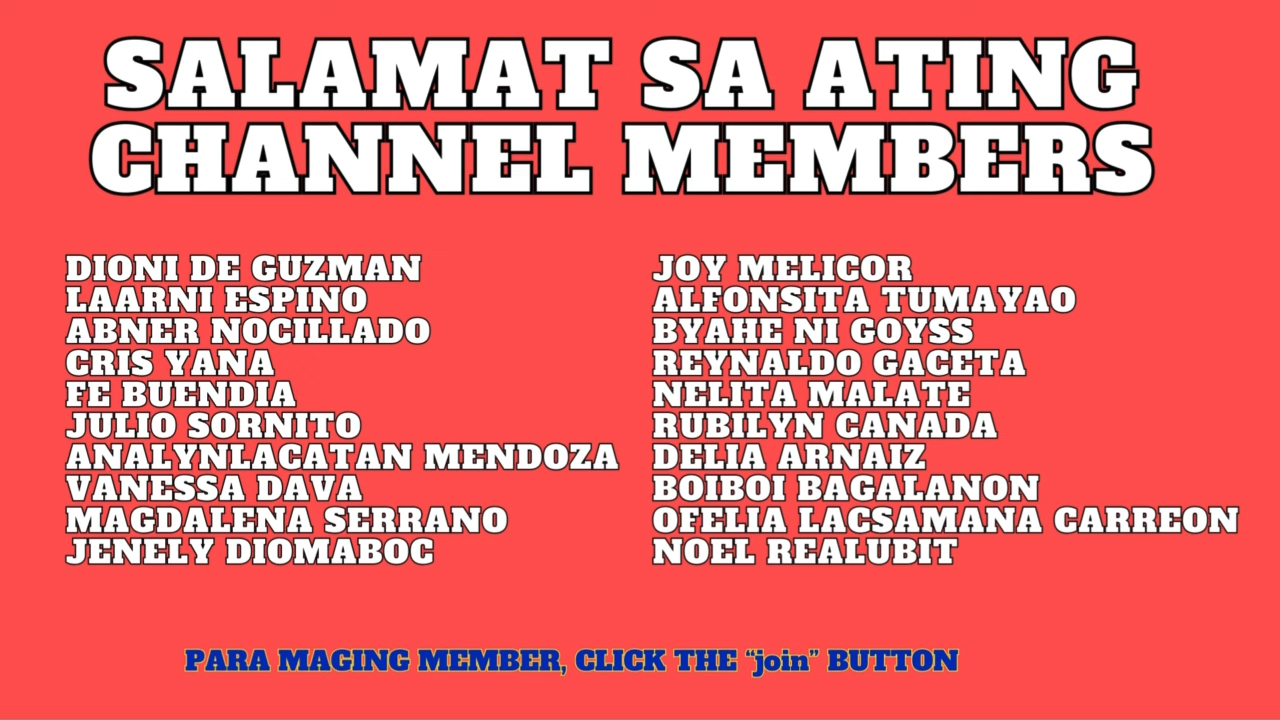 SALAMAT SA ATING
CHANNEL MEMBERS
DIONI DE GUZMAN
LAARNI ESPINO
ABNER NOCILLADO
CRIS YANA
FE BUENDIA
JULIO SORNITO
ANALYNLACATAN MENDOZA
VANESSA DAVA
MAGDALENA SERRANO
JENELY DIOMABOC
JOY MELICOR
ALFONSITA TUMAYAO
BYAHE NI GOYSS
REYNALDO GACETA
NELITA MALATE
RUBILYN CANADA
DELIA ARNAIZ
BOIBOI BAGALANON
OFELIA LACSAMANA CARREON
NOEL REALUBIT
PARA MAGING MEMBER, CLICK THE “join” BUTTON